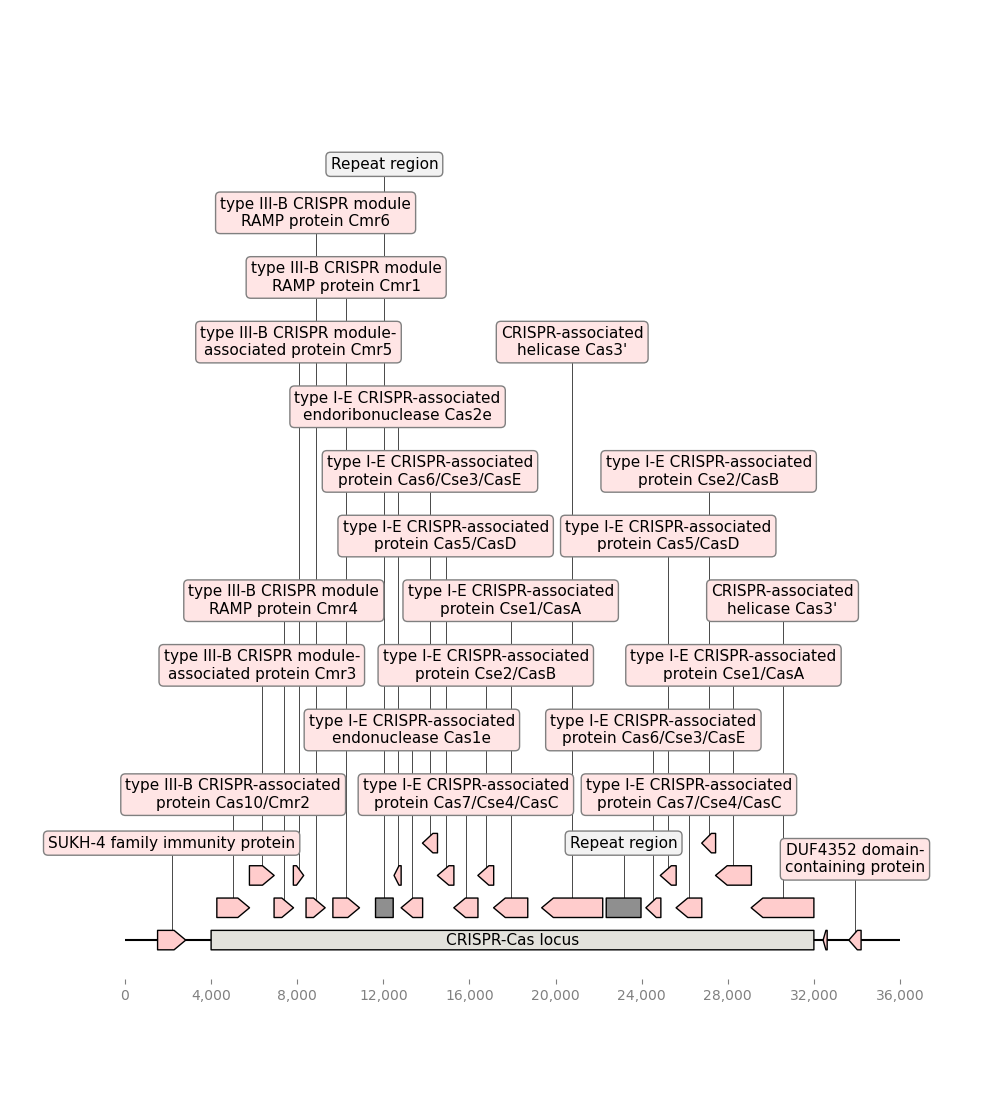 Repeat region
type III-B CRISPR module
RAMP protein Cmr6
type III-B CRISPR module
RAMP protein Cmr1
type III-B CRISPR module-
associated protein Cmr5
CRISPR-associated
helicase Cas3'
type I-E CRISPR-associated
endoribonuclease Cas2e
type I-E CRISPR-associated
protein Cas6/Cse3/CasE
type I-E CRISPR-associated
protein Cse2/CasB
type I-E CRISPR-associated
protein Cas5/CasD
type I-E CRISPR-associated
protein Cas5/CasD
type III-B CRISPR module
RAMP protein Cmr4
type I-E CRISPR-associated
protein Cse1/CasA
CRISPR-associated
helicase Cas3'
type III-B CRISPR module-
associated protein Cmr3
type I-E CRISPR-associated
protein Cse2/CasB
type I-E CRISPR-associated
protein Cse1/CasA
type I-E CRISPR-associated
endonuclease Cas1e
type I-E CRISPR-associated
protein Cas6/Cse3/CasE
type III-B CRISPR-associated
protein Cas10/Cmr2
type I-E CRISPR-associated
protein Cas7/Cse4/CasC
type I-E CRISPR-associated
protein Cas7/Cse4/CasC
SUKH-4 family immunity protein
Repeat region
DUF4352 domain-
containing protein
CRISPR-Cas locus
0
4,000
8,000
12,000
16,000
20,000
24,000
28,000
32,000
36,000